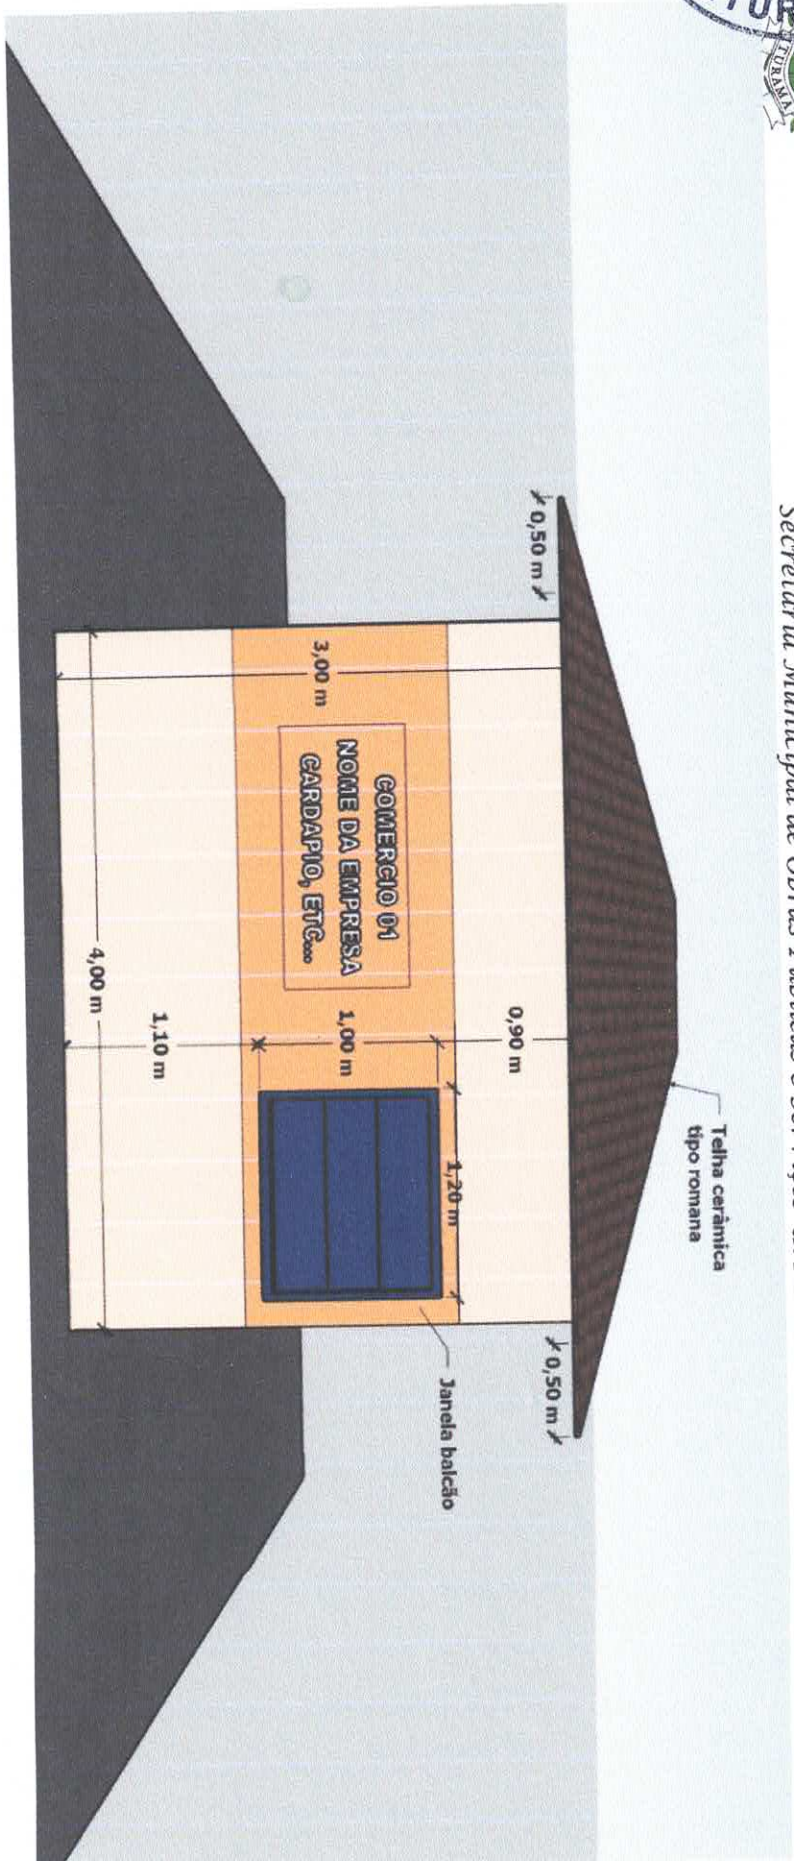 Secretaria Municipal de Obras Públicas e
TURAMA
Telha cerâmica
tipo romana
0,50 m
0,50 m
0,90 m
1,20 m
Janela balcão
3,00 m
COMERCIO 01
NOME DA EMPRESA
CARDAPIO, ETC....
1,00 m
1,10 m
4,00 m